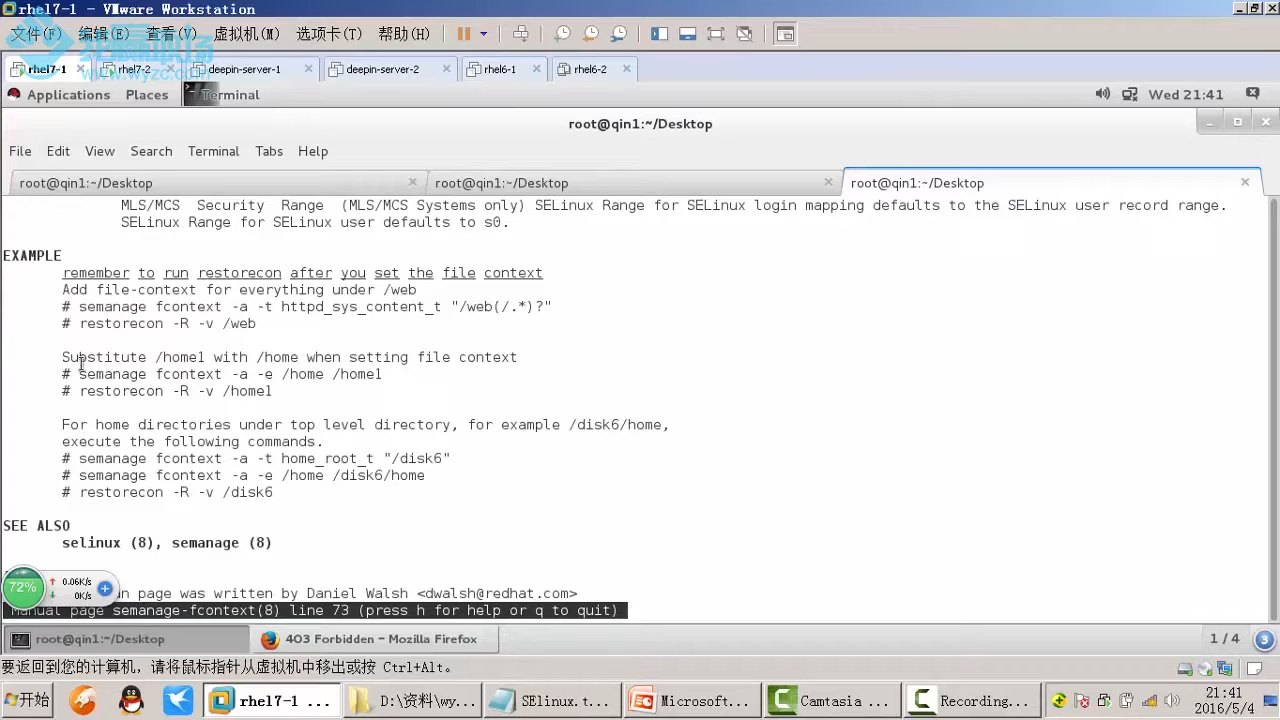 rhel7-1 - VMware Workstation
文件(F) 编辑(E) 查看(V) 虚拟机(M) 选项卡(T) 帮助(H)
rhel7-1 rhel7-2 deepin-server-1 deepin-server-2 rhel6-1 rhel6-2
www.wyzc.com
Applications Places Terminal Wed 21:41
root@qin1:~/Desktop
File Edit View Search Terminal Tabs Help
root@qin1:~/Desktop root@qin1:~/Desktop root@qin1:~/Desktop
MLS/MCS Security Range (MLS/MCS Systems only) SELinux Range for SELinux login mapping defaults to the SELinux user record range.
SELinux Range for SELinux user defaults to s0.
EXAMPLE
remember to run restorecon after you set the file context
Add file-context for everything under /web
# semanage fcontext -a -t httpd_sys_content_t "/web(/.*)?"
# restorecon -R -v /web
Substitute /home1 with /home when setting file context
# semanage fcontext -a -e /home /home1
# restorecon -R -v /home1
For home directories under top level directory, for example /disk6/home,
execute the following commands.
# semanage fcontext -a -t home_root_t "/disk6"
# semanage fcontext -a -e /home /disk6/home
# restorecon -R -v /disk6
SEE ALSO
selinux (8), semanage (8)
72% 0.06K/s
0K/s
page was written by Daniel Walsh <dwalsh@redhat.com>
Manual page semanage-fcontext(8) line 73 (press h for help or q to quit)
root@qin1:~/Desktop 403 Forbidden - Mozilla Firefox 1 / 4 3
要返回到您的计算机，请将鼠标指针从虚拟机中移出或按 Ctrl+Alt。
开始 rhel7-1 ... D:\资料\wy... SElinux.t... Microsoft... Camtasia ... Recording... 21:41
2016/5/4